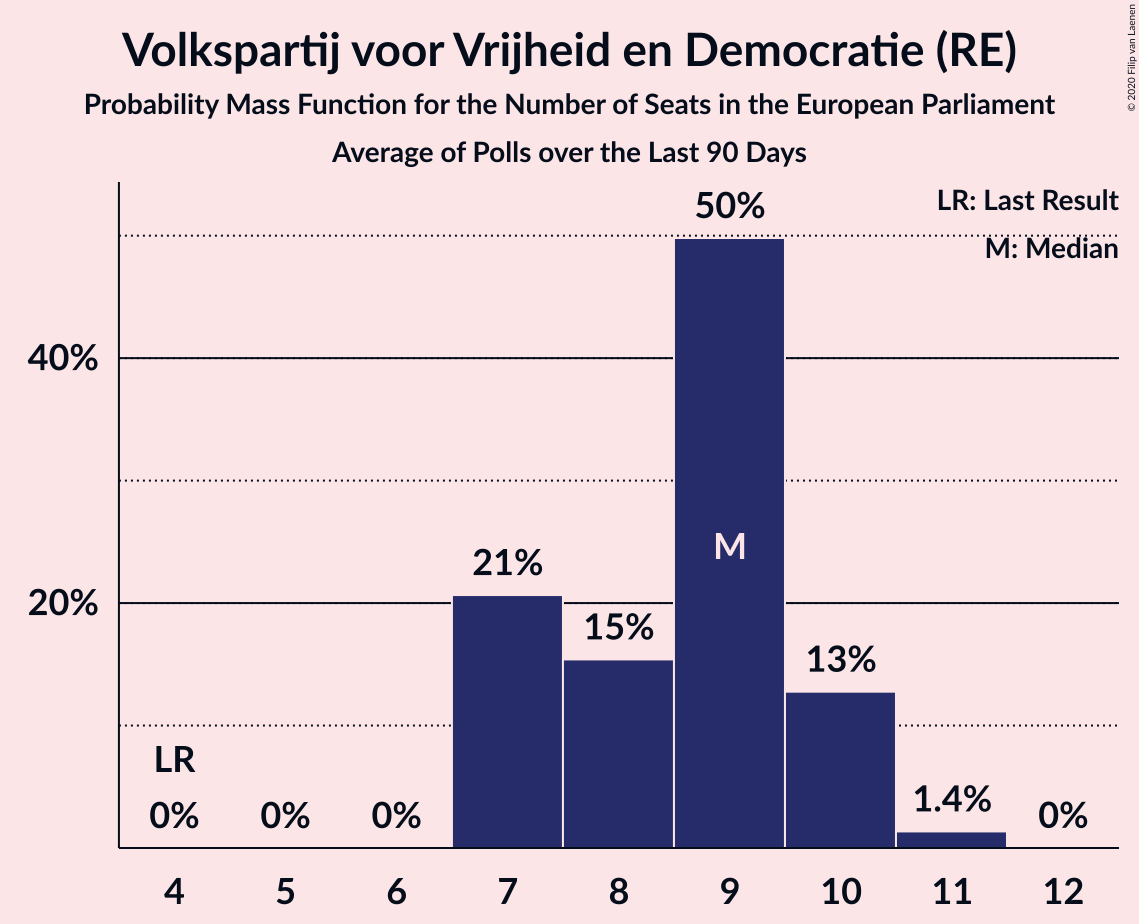 Volkspartij voor Vrijheid en Democratie (RE)
Probability Mass Function for the Number of Seats in the European Parliament
Average of Polls over the Last 90 Days
© 2020 Filip van Laenen
LR: Last Result
M: Median
50%
40%
M
21%
20%
15%
13%
LR
0%
0%
0%
1.4%
0%
4 5 6 7 8 9 10 11 12